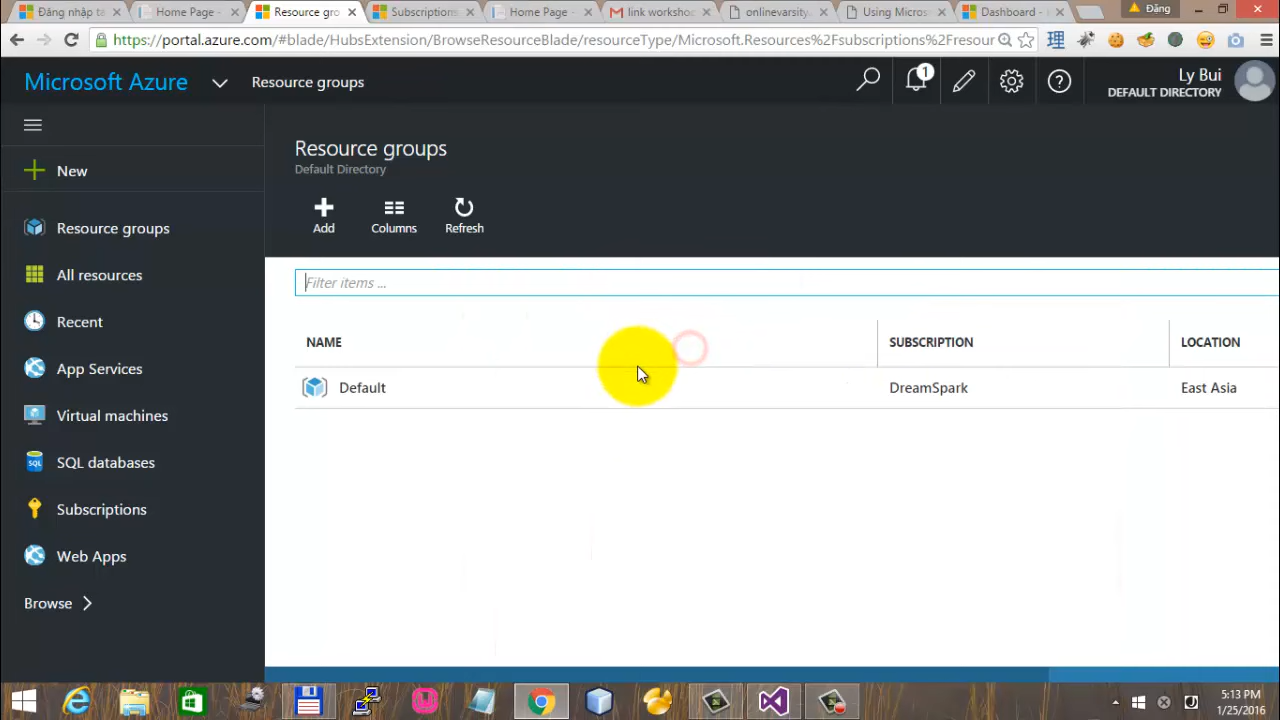 Đăng nhập tà
Home Page -
Resource gro
Subscriptions
Home Page -
link workshop
onlinevarsity.
Using Micros
Dashboard -
Đăng
https://portal.azure.com/#blade/HubsExtension/BrowseResourceBlade/resourceType/Microsoft.Resources%2Fsubscriptions%2Fresour
Microsoft Azure
Resource groups
1
Ly Bui
DEFAULT DIRECTORY
Resource groups
Default Directory
Add
Columns
Refresh
New
Resource groups
All resources
Recent
App Services
Virtual machines
SQL databases
Subscriptions
Web Apps
Browse
Filter items ...
NAME
SUBSCRIPTION
LOCATION
Default
DreamSpark
East Asia
5:13 PM
1/25/2016